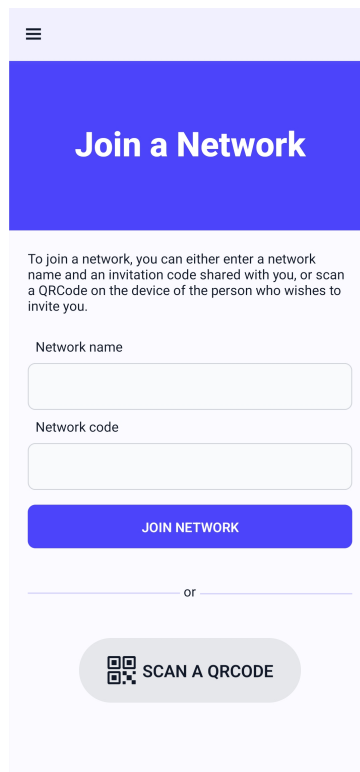 Join a Network
To join a network, you can either enter a network
name and an invitation code shared with you, or scan
a QRCode on the device of the person who wishes to
invite you.
Network name
Network code
JOIN NETWORK
or
SCAN A QRCODE